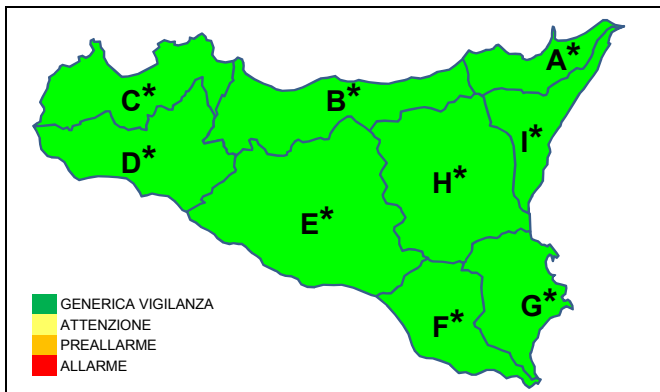 A*
C*
B*
I*
D*
H*
E*
G*
F*
GENERICA VIGILANZA
ATTENZIONE
PREALLARME
ALLARME